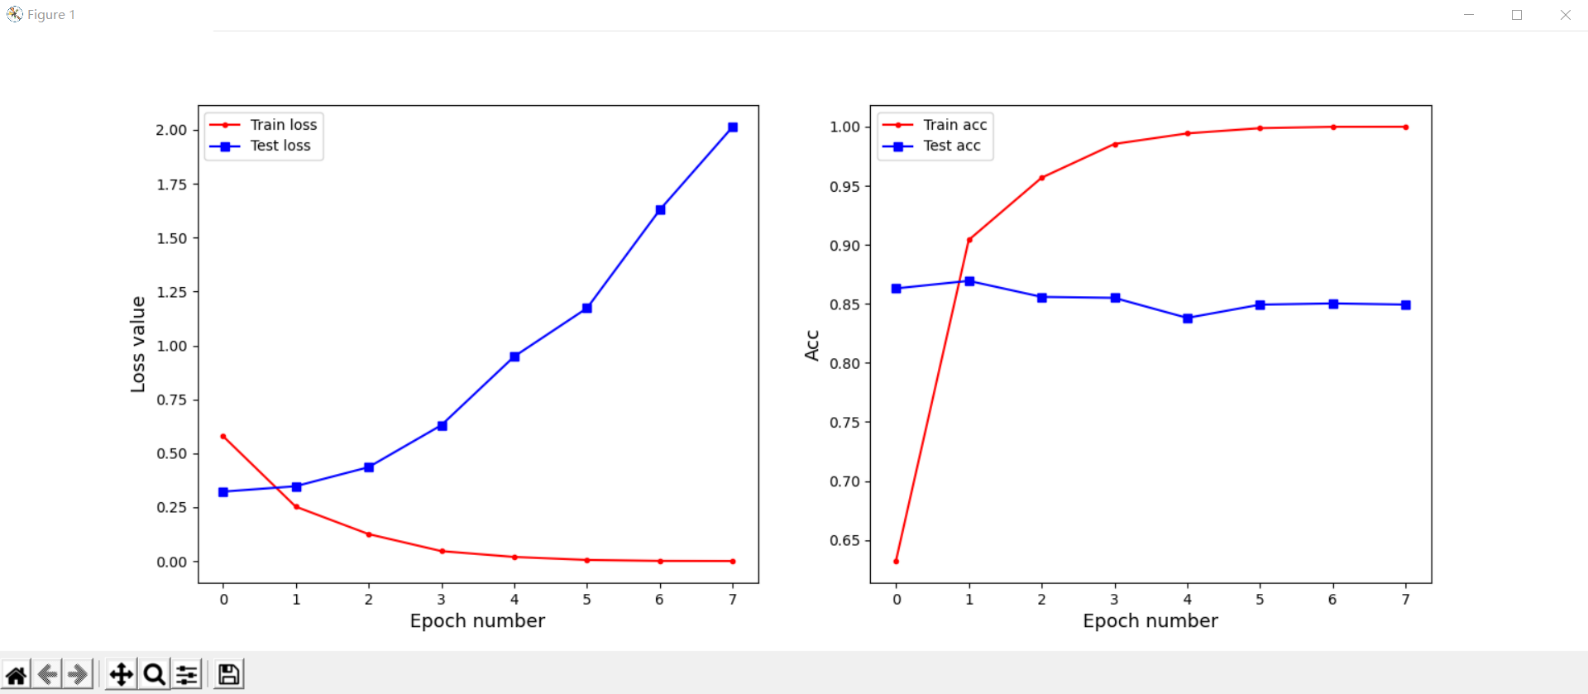 Figure 1
Train loss
Test loss
2.00
1.75
1.50
1.25
1.00
0.75
0.50
0.25
0.00
Loss value
0 1 2 3 4 5 6 7
Epoch number
Train acc
Test acc
1.00
0.95
0.90
0.85
0.80
0.75
0.70
0.65
Acc
0 1 2 3 4 5 6 7
Epoch number